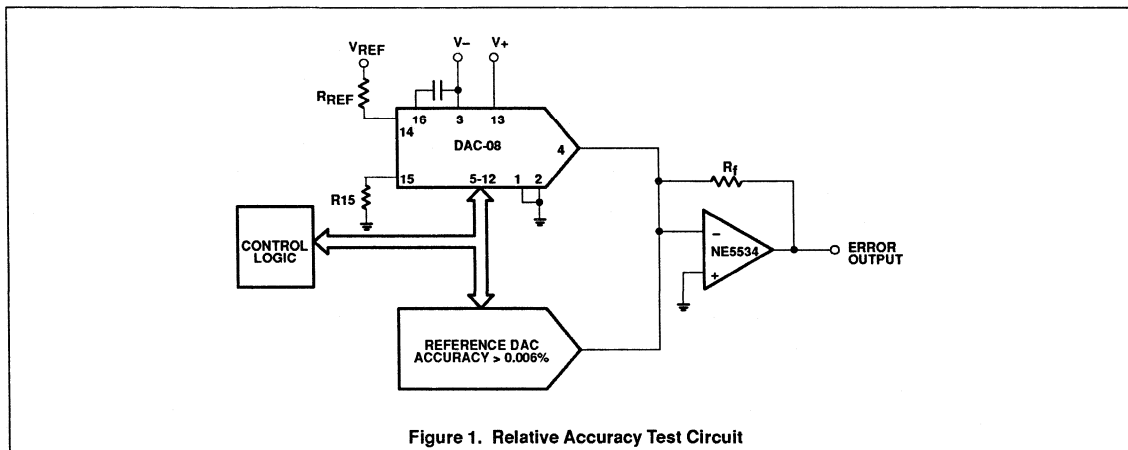 VREF
V–
V+
RREF
16
3
13
14
DAC-08
4
15
5-12
1
2
R15
Rf
CONTROL
LOGIC
–
NE5534
+
ERROR
OUTPUT
REFERENCE DAC
ACCURACY > 0.006%
Figure 1. Relative Accuracy Test Circuit